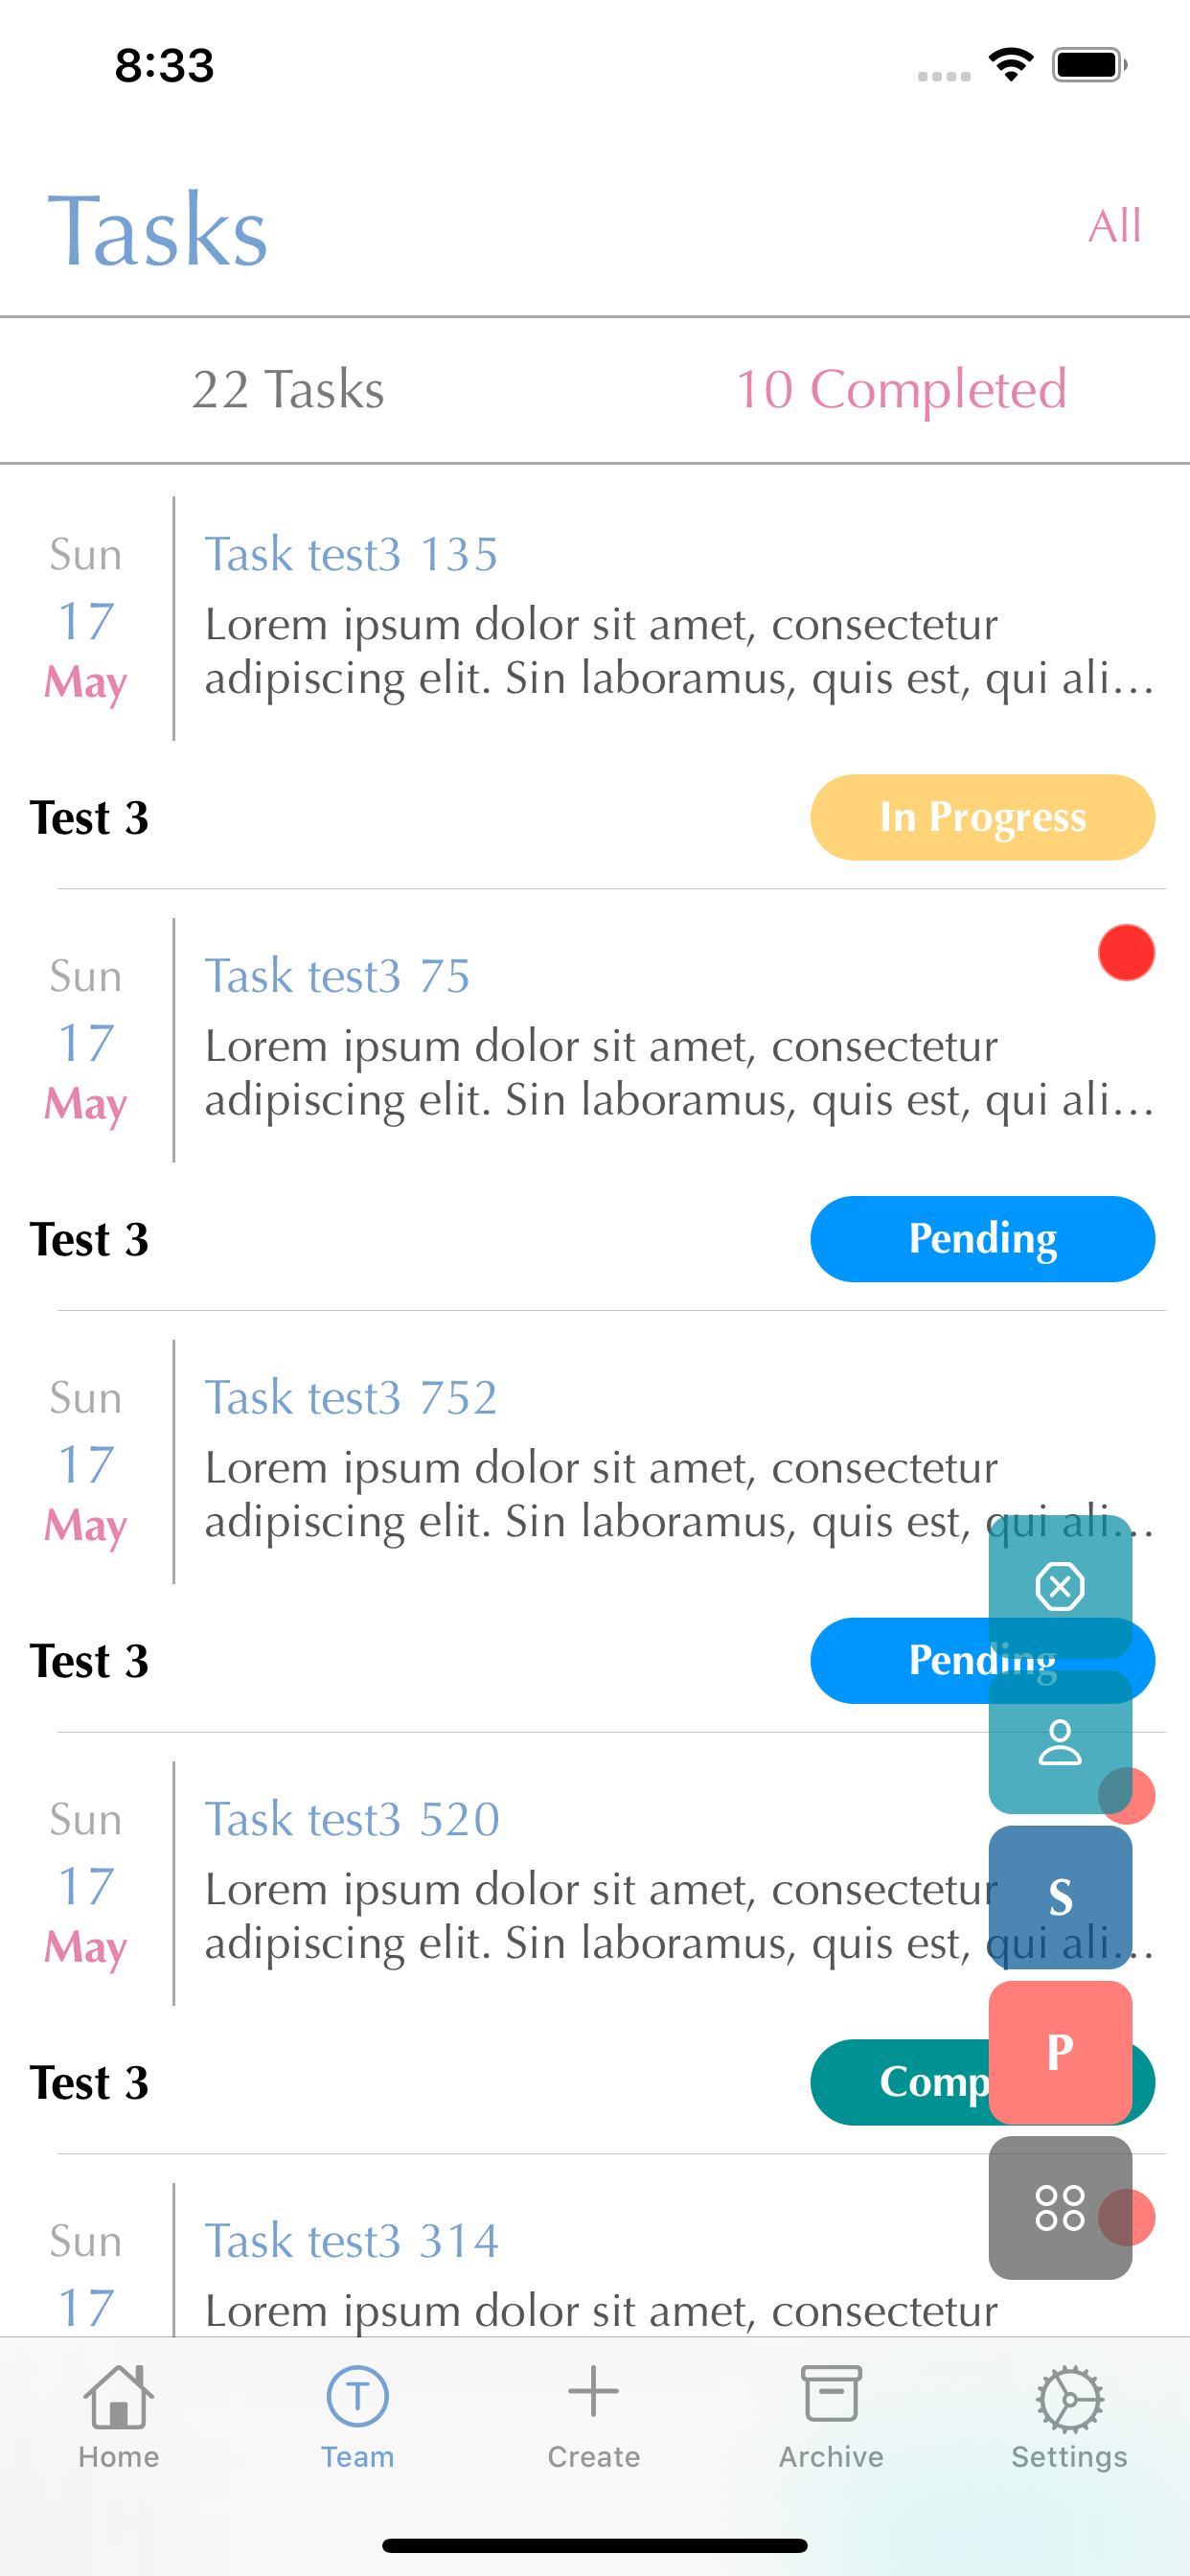 8:33
Tasks
All
22 Tasks
10 Completed
Sun
17
May
Task test3 135
Lorem ipsum dolor sit amet, consectetur
adipiscing elit. Sin laboramus, quis est, qui ali...
Test 3
In Progress
Sun
17
May
Task test3 75
Lorem ipsum dolor sit amet, consectetur
adipiscing elit. Sin laboramus, quis est, qui ali...
Test 3
Pending
Sun
17
May
Task test3 752
Lorem ipsum dolor sit amet, consectetur
adipiscing elit. Sin laboramus, quis est, qui ali...
Test 3
Pending
Sun
17
May
Task test3 520
Lorem ipsum dolor sit amet, consectetur
adipiscing elit. Sin laboramus, quis est, qui ali...
S
P
Test 3
Comp
Sun
17
Task test3 314
Lorem ipsum dolor sit amet, consectetur
T
Home
Team
Create
Archive
Settings